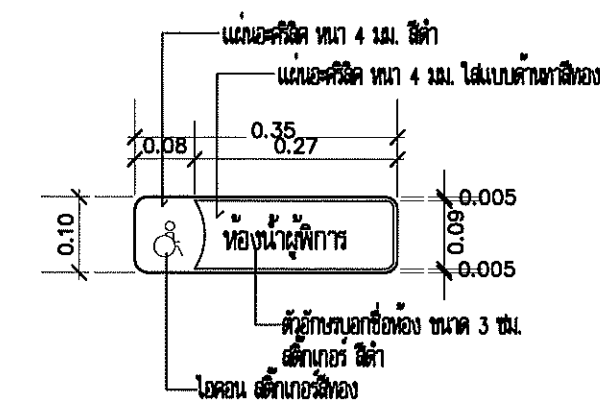 แผ่นอะคริลิค หนา 4 มม. สีดำ
แผ่นอะคริลิค หนา 4 มม. ใสแบบด้านทาสีทอง
0.35
0.08 0.27
0.005
0.10
ห้องน้ำผู้พิการ
0.09
0.005
ตัวอักษรบอกชื่อห้อง ขนาด 3 ซม.
สติ๊กเกอร์ สีดำ
ไอคอน สติ๊กเกอร์สีทอง